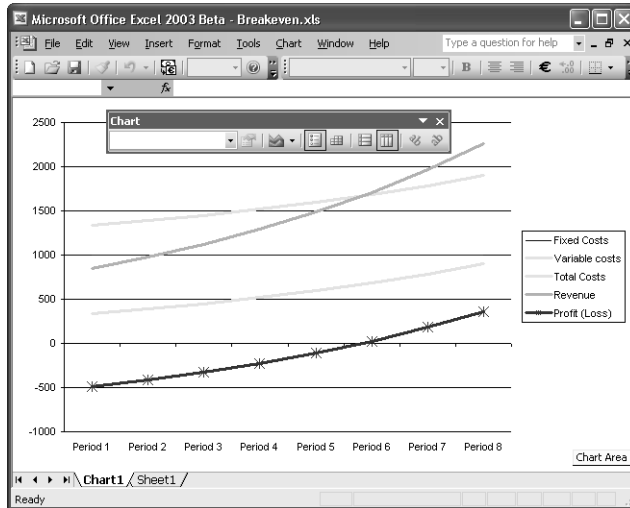 Microsoft Office Excel 2003 Beta - Breakeven.xls
File Edit View Insert Format Tools Chart Window Help Type a question for help
B €
fx
Chart
2500
2000
1500
1000
500
0
-500
-1000
Fixed Costs
Variable costs
Total Costs
Revenue
Profit (Loss)
Period 1 Period 2 Period 3 Period 4 Period 5 Period 6 Period 7 Period 8
Chart Area
Chart1 Sheet1
Ready